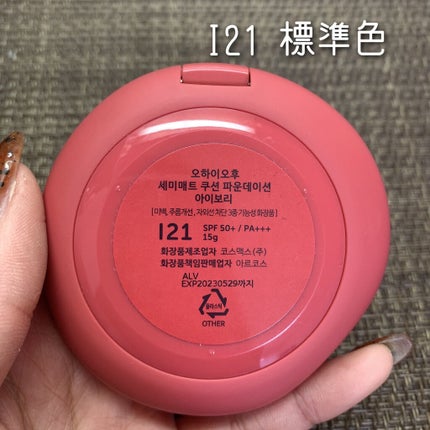 I21 標準色
오하이오후
세미매트 쿠션 파운데이션
아이보리
[미백, 주름개선, 자외선 차단 3중 기능성 화장품]
I21 SPF 50+ / PA+++
15g
화장품제조업자 코스맥스(주)
화장품책임판매업자 아르코스
ALV
EXP20230529까지
플라스틱
OTHER